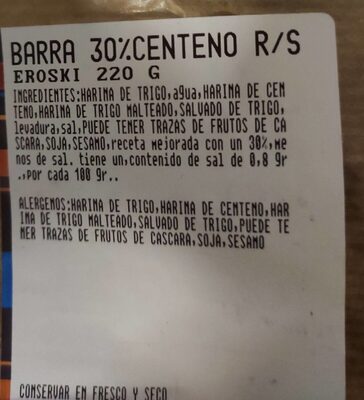 BARRA 30%CENTENO R/S
EROSKI 220 G
INGREDIENTES:HARINA DE TRIGO,agua,HARINA DE CEN
TENO,HARINA DE TRIGO MALTEADO,SALVADO DE TRIGO,
levadura,sal,PUEDE TENER TRAZAS DE FRUTOS DE CA
SCARA,SOJA,SESAMO,receta mejorada con un 30%,me
nos de sal. tiene un,contenido de sal de 0,8 gr
.,por cada 100 gr..
ALERGENOS:HARINA DE TRIGO,HARINA DE CENTENO,HAR
INA DE TRIGO MALTEADO,SALVADO DE TRIGO,PUEDE TE
NER TRAZAS DE FRUTOS DE CASCARA,SOJA,SESAMO
CONSERVAR EN FRESCO Y SECO